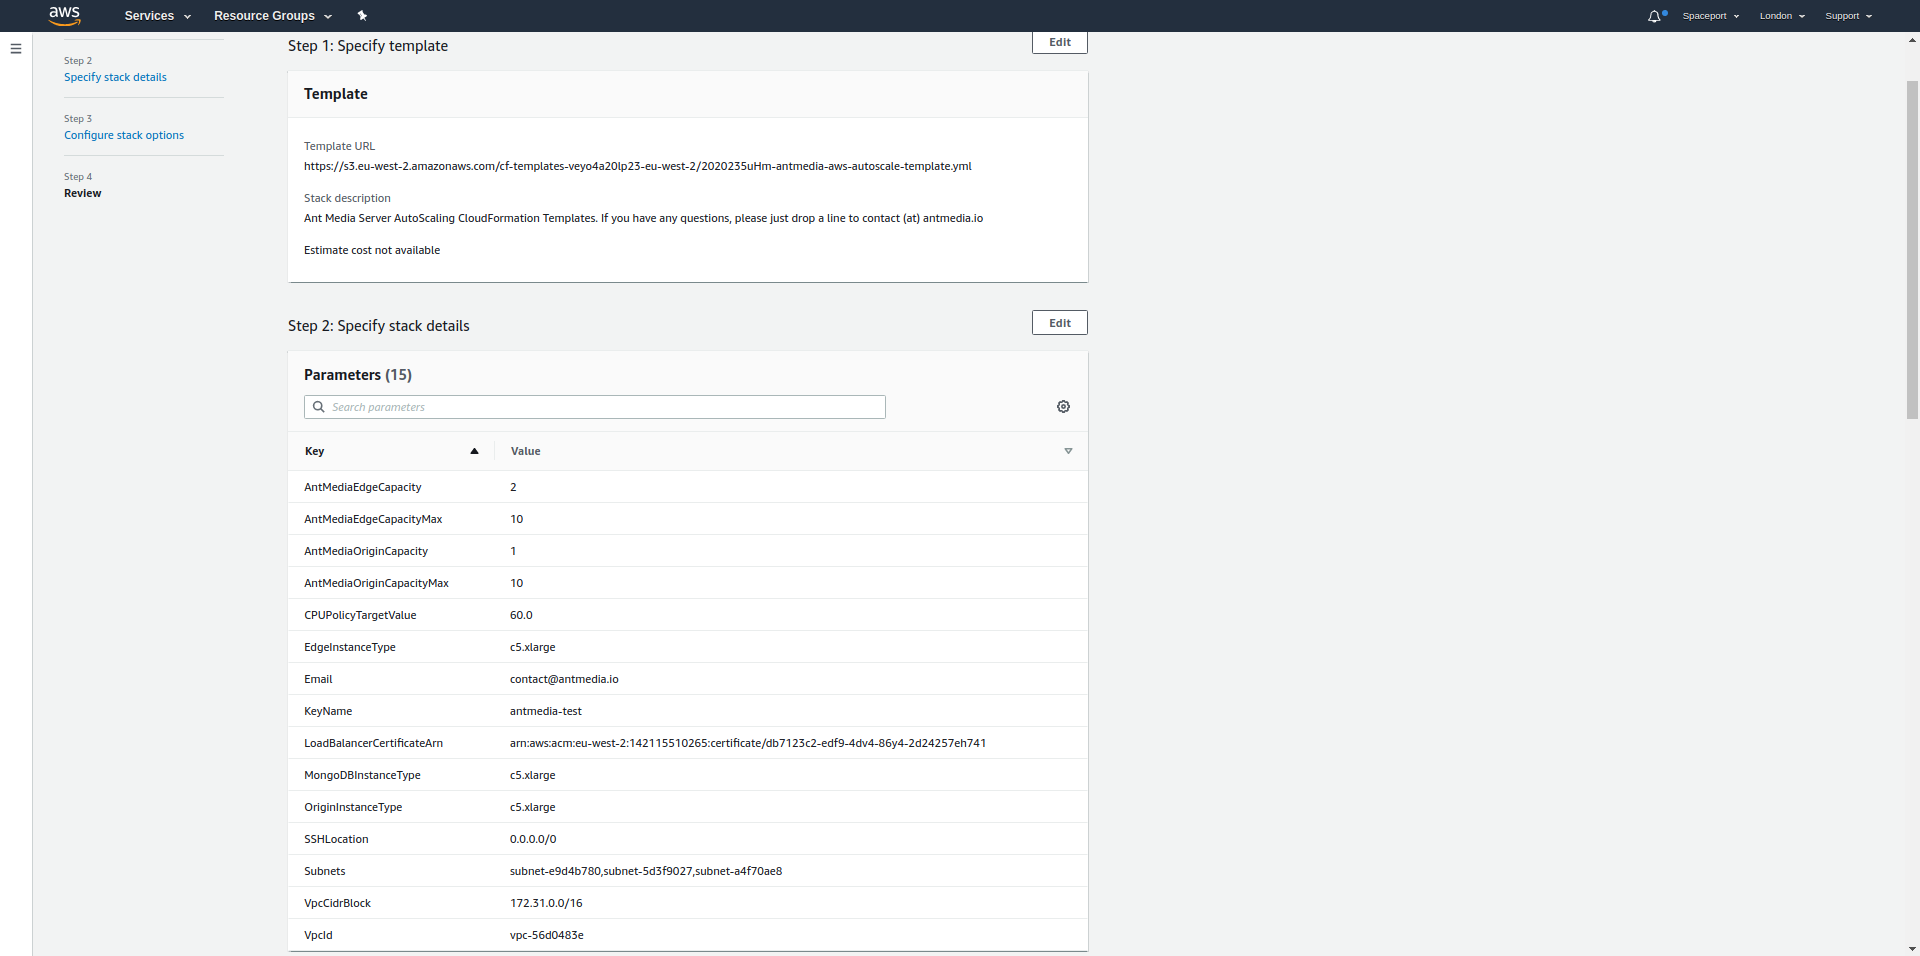 aws Services Resource Groups Spaceport London Support
Step 2
Specify stack details
Step 3
Configure stack options
Step 4
Review
Step 1: Specify template
Edit
Template
Template URL
https://s3.eu-west-2.amazonaws.com/cf-templates-veyo4a20lp23-eu-west-2/2020235uHm-antmedia-aws-autoscale-template.yml
Stack description
Ant Media Server AutoScaling CloudFormation Templates. If you have any questions, please just drop a line to contact (at) antmedia.io
Estimate cost not available
Step 2: Specify stack details
Edit
Parameters (15)
Search parameters
Key Value
AntMediaEdgeCapacity 2
AntMediaEdgeCapacityMax 10
AntMediaOriginCapacity 1
AntMediaOriginCapacityMax 10
CPUPolicyTargetValue 60.0
EdgeInstanceType c5.xlarge
Email contact@antmedia.io
KeyName antmedia-test
LoadBalancerCertificateArn arn:aws:acm:eu-west-2:142115510265:certificate/db7123c2-edf9-4dv4-86y4-2d24257eh741
MongoDBInstanceType c5.xlarge
OriginInstanceType c5.xlarge
SSHLocation 0.0.0.0/0
Subnets subnet-e9d4b780,subnet-5d3f9027,subnet-a4f70ae8
VpcCidrBlock 172.31.0.0/16
VpcId vpc-56d0483e